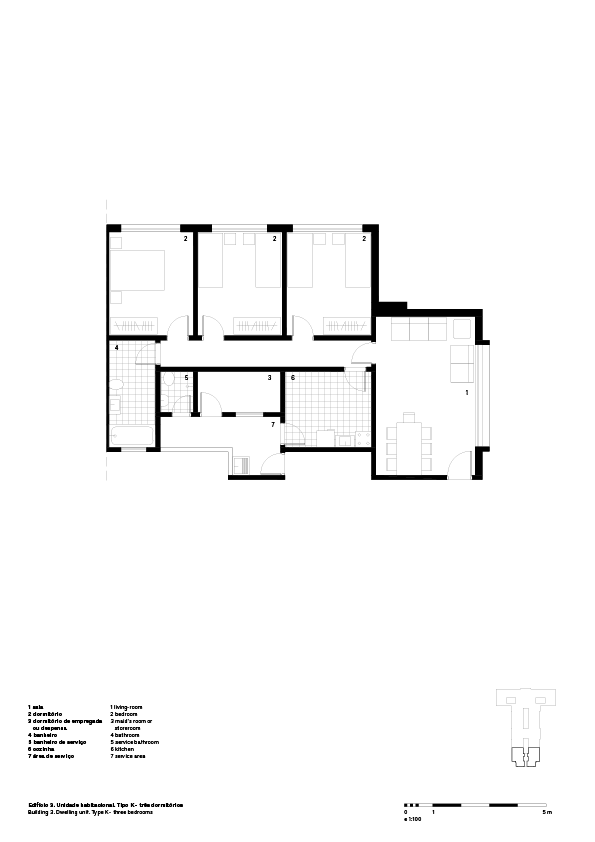 2
2
2
4
5
3
6
7
1
1 sala
2 dormitório
3 dormitório de empregada
ou despensa
4 banheiro
5 banheiro de serviço
6 cozinha
7 área de serviço
1 living-room
2 bedroom
3 maid's room or
storeroom
4 bathroom
5 service bathroom
6 kitchen
7 service area
Edifício 3. Unidade habitacional. Tipo K - três dormitórios
Building 3. Dwelling unit. Type K - three bedrooms
0 1 5 m
e 1:100